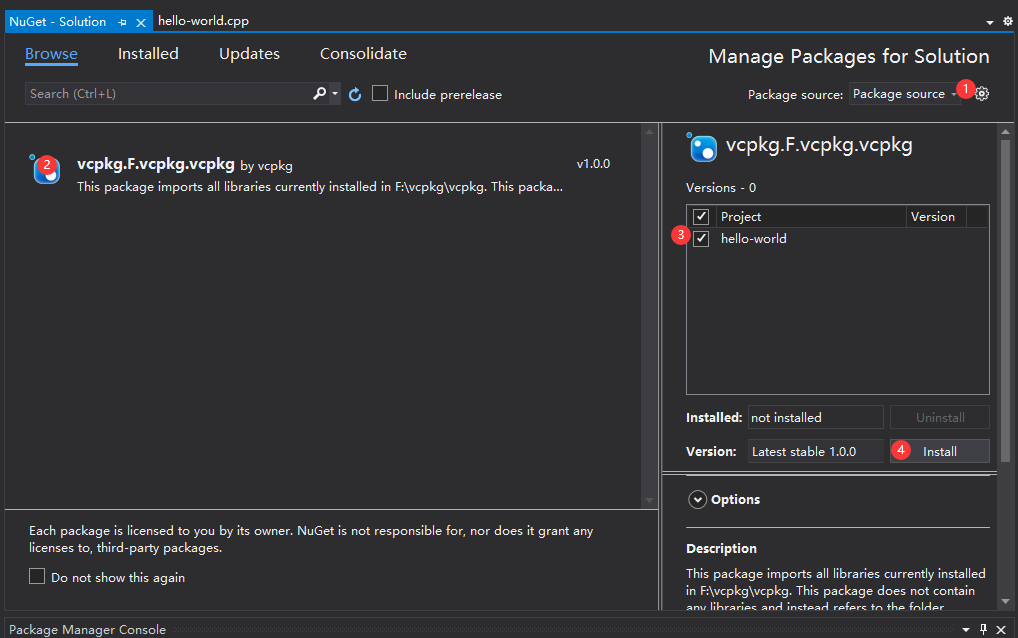 NuGet - Solution
hello-world.cpp
Browse
Installed
Updates
Consolidate
Manage Packages for Solution
Search (Ctrl+L)
Include prerelease
Package source:
Package source
1
2
vcpkg.F.vcpkg.vcpkg by vcpkg
v1.0.0
This package imports all libraries currently installed in F:\vcpkg\vcpkg. This packa...
vcpkg.F.vcpkg.vcpkg
Versions - 0
Project
Version
3
hello-world
Installed:
not installed
Uninstall
Version:
Latest stable 1.0.0
4
Install
Options
Each package is licensed to you by its owner. NuGet is not responsible for, nor does it grant any
licenses to, third-party packages.
Do not show this again
Description
This package imports all libraries currently installed
in F:\vcpkg\vcpkg. This package does not contain
any libraries and instead refers to the folder
Package Manager Console